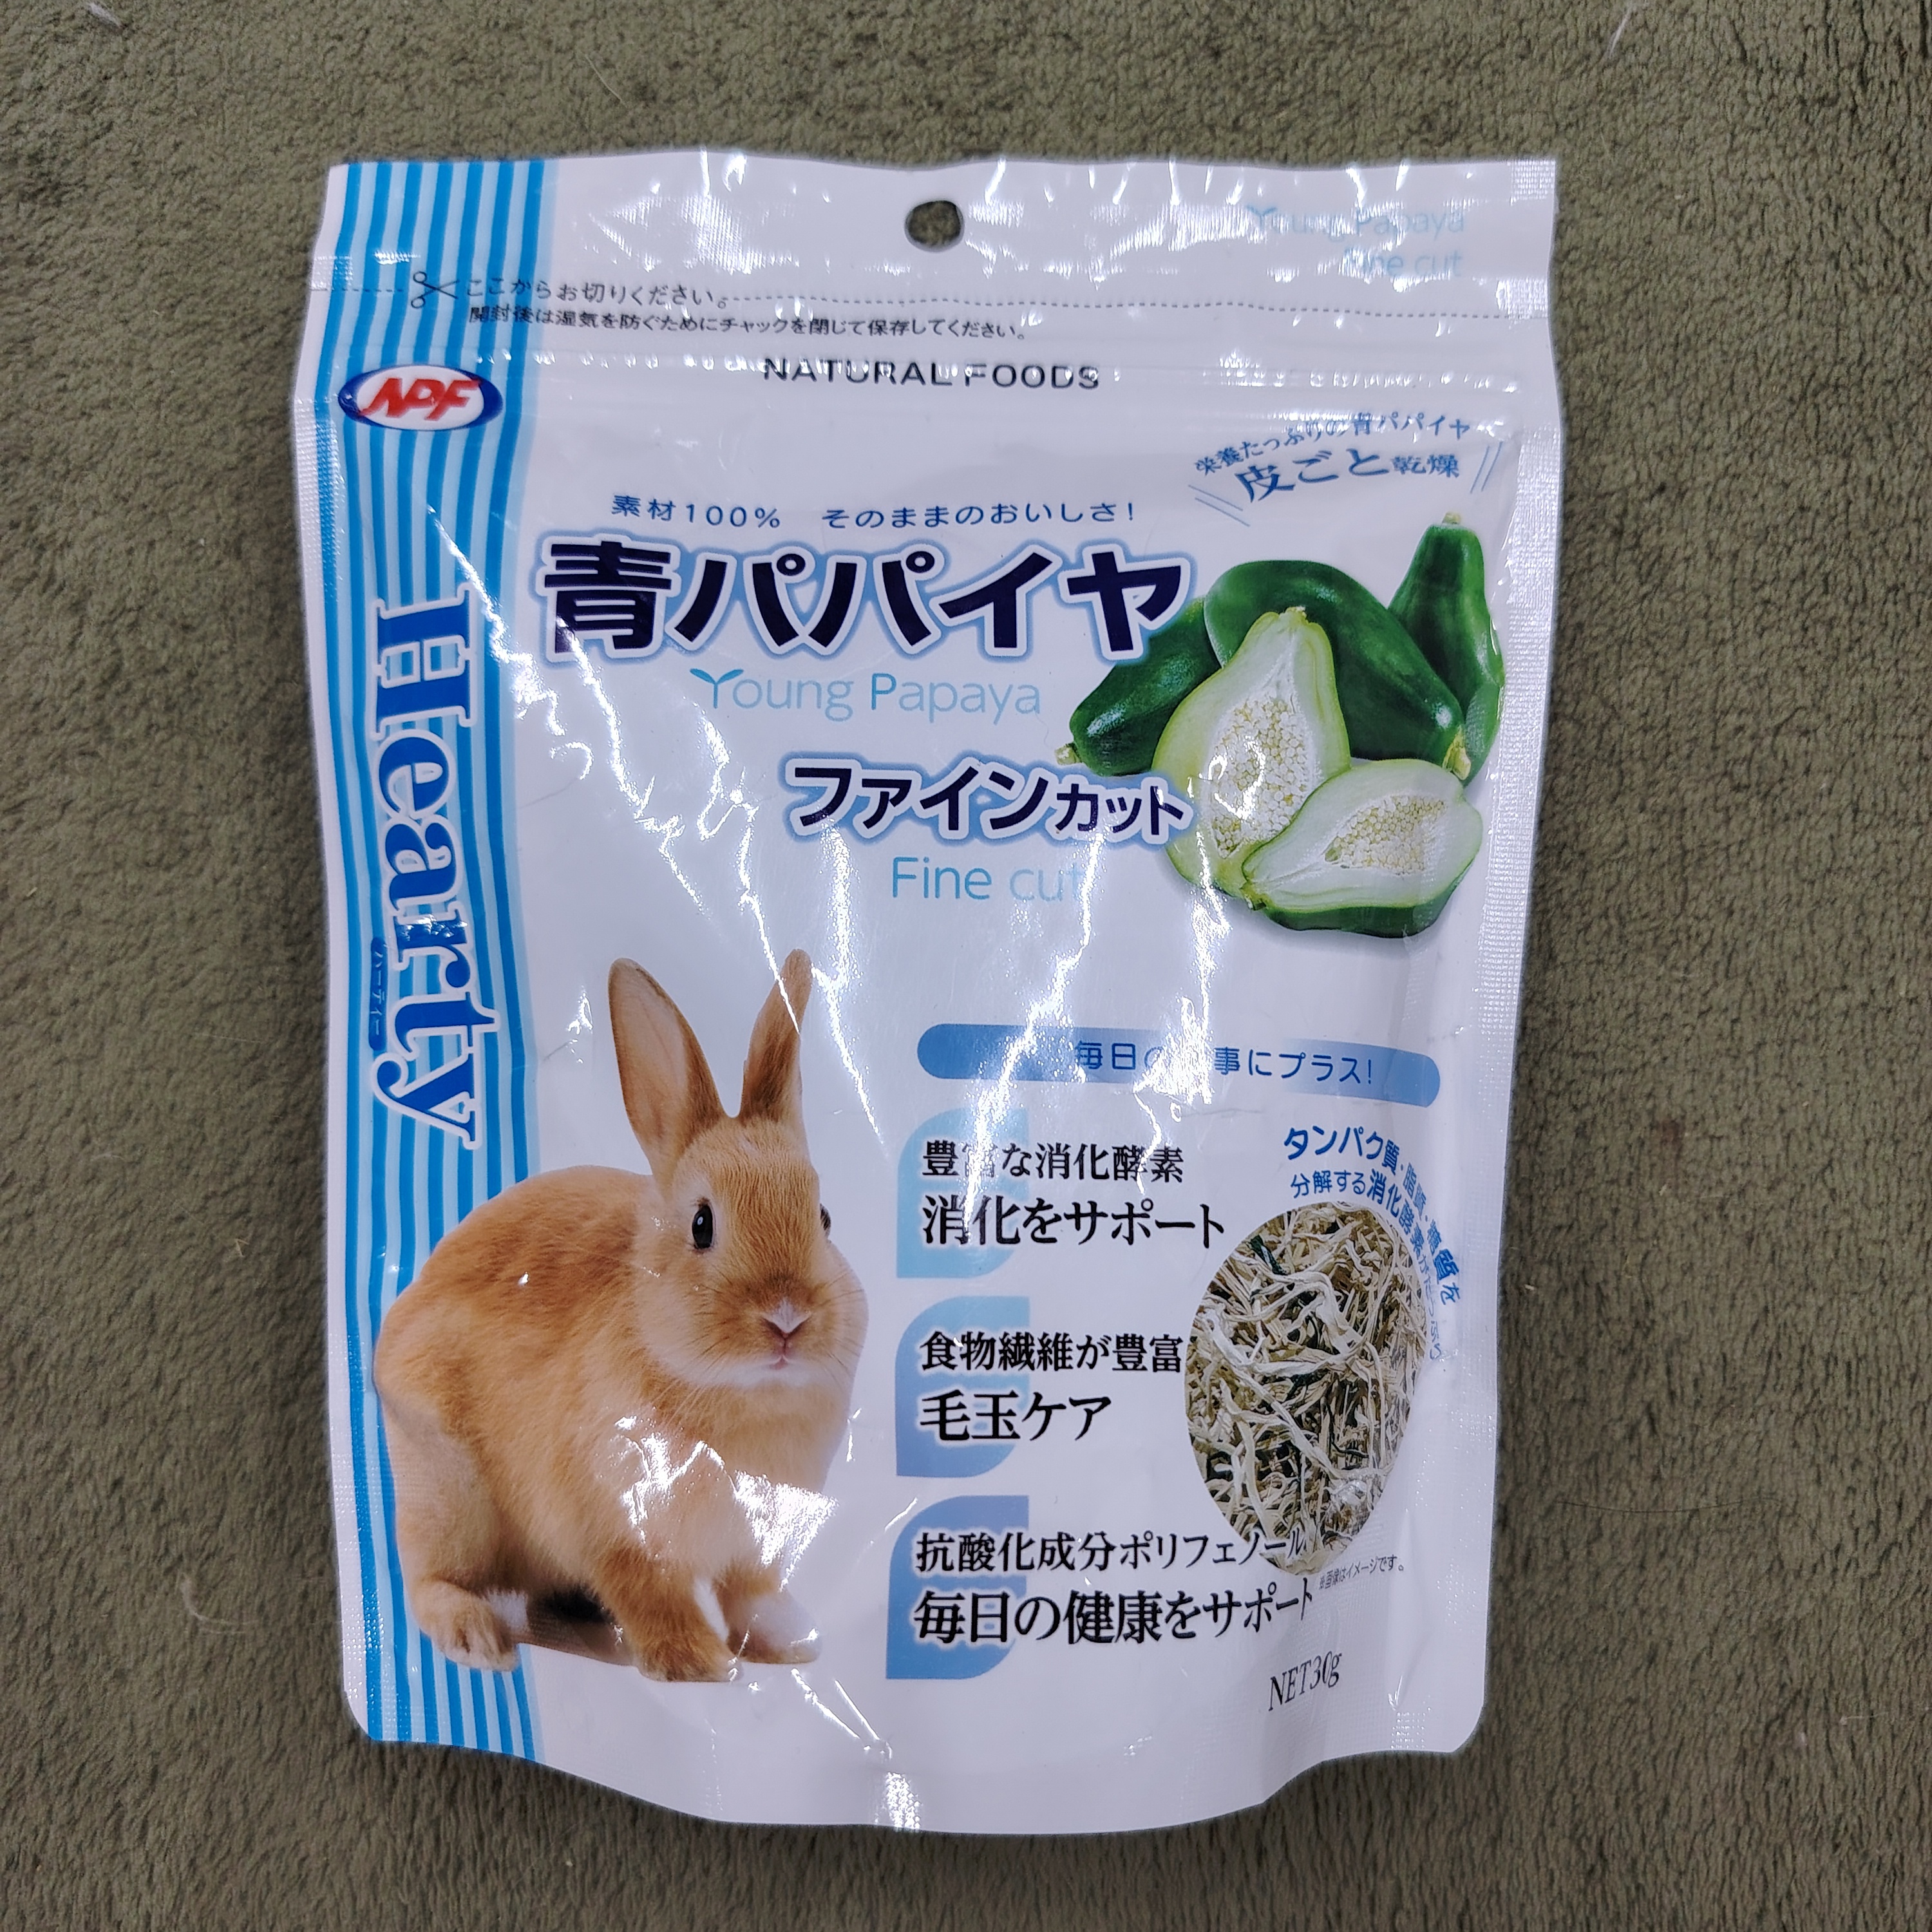 Young Papaya
Fine cut
ここからお切りください。
開封後は湿気を防ぐためにチャックを閉じて保存してください。
NATURAL FOODS
NPF
栄養たっぷりの青パパイヤ
皮ごと乾燥
素材100% そのままのおいしさ!
青パパイヤ
Young Papaya
ファインカット
Fine cut
Hearty
ハーティー
毎日の 事にプラス!
豊富な消化酵素
消化をサポート
タンパク質・脂質・糖質を
分解する消化酵素がたっぷり
食物繊維が豊富
毛玉ケア
抗酸化成分ポリフェノール
毎日の健康をサポート
※画像はイメージです。
NET30g